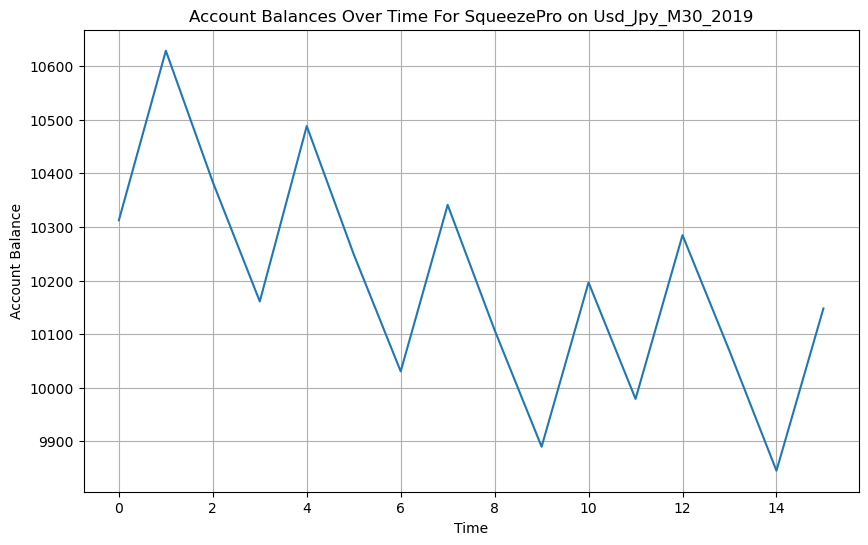 Account Balances Over Time For SqueezePro on Usd_Jpy_M30_2019
Account Balance
10600
10500
10400
10300
10200
10100
10000
9900
0 2 4 6 8 10 12 14
Time